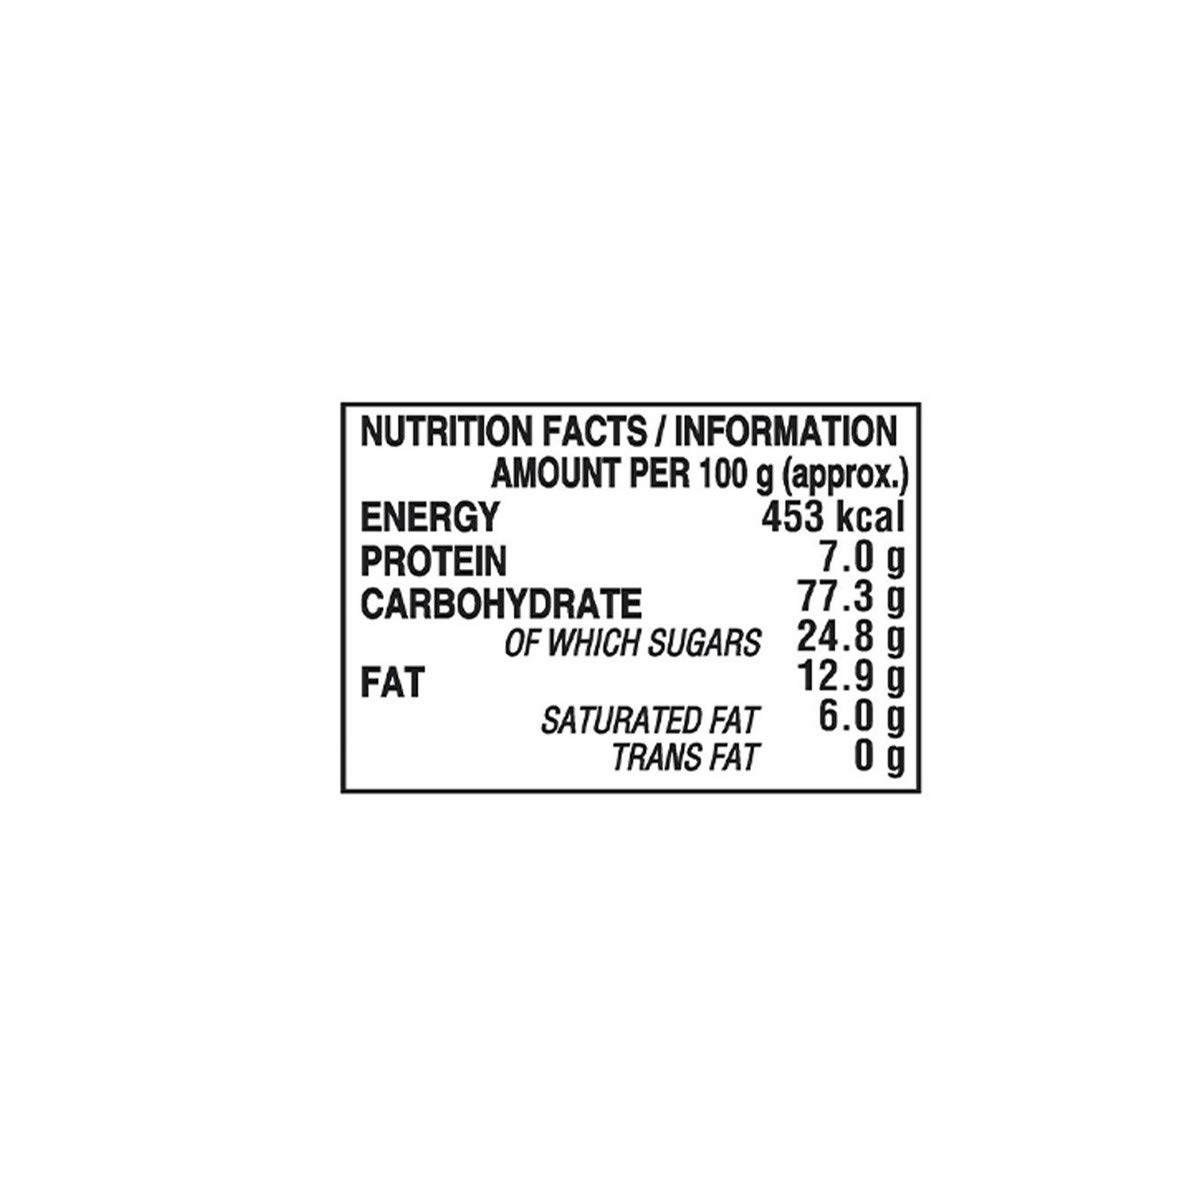 NUTRITION FACTS / INFORMATION
AMOUNT PER 100 g (approx.)
ENERGY 453 kcal
PROTEIN 7.0 g
CARBOHYDRATE 77.3 g
OF WHICH SUGARS 24.8 g
FAT 12.9 g
SATURATED FAT 6.0 g
TRANS FAT 0 g